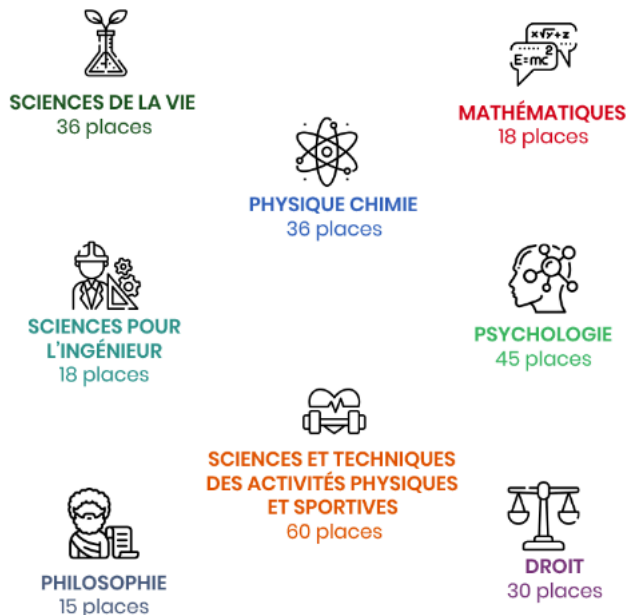 SCIENCES DE LA VIE
36 places
x√y+z
E=mc²
MATHÉMATIQUES
18 places
PHYSIQUE CHIMIE
36 places
SCIENCES POUR
L'INGÉNIEUR
18 places
PSYCHOLOGIE
45 places
SCIENCES ET TECHNIQUES
DES ACTIVITÉS PHYSIQUES
ET SPORTIVES
60 places
PHILOSOPHIE
15 places
DROIT
30 places